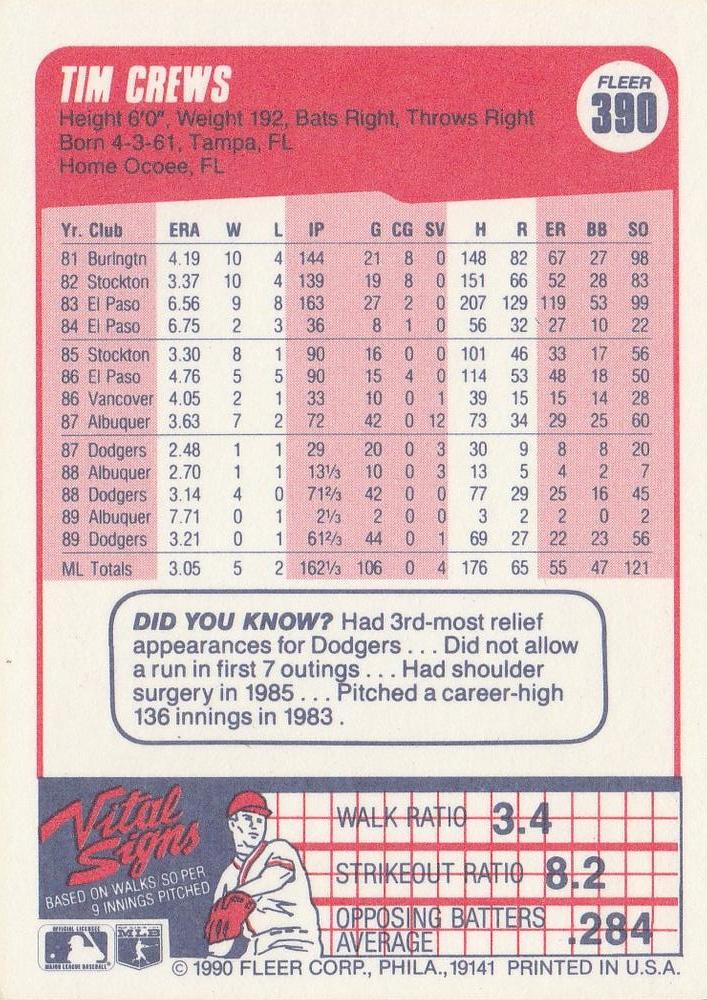 TIM CREWS
Height 6'0", Weight 192, Bats Right, Throws Right
Born 4-3-61, Tampa, FL
Home Ocoee, FL
FLEER
390
Yr. Club ERA W L IP G CG SV H R ER BB SO
81 Burlngtn 4.19 10 4 144 21 8 0 148 82 67 27 98
82 Stockton 3.37 10 4 139 19 8 0 151 66 52 28 83
83 El Paso 6.56 9 8 163 27 2 0 207 129 119 53 99
84 El Paso 6.75 2 3 36 8 1 0 56 32 27 10 22
85 Stockton 3.30 8 1 90 16 0 0 101 46 33 17 56
86 El Paso 4.76 5 5 90 15 4 0 114 53 48 18 50
86 Vancover 4.05 2 1 33 10 0 1 39 15 15 14 28
87 Albuquer 3.63 7 2 72 42 0 12 73 34 29 25 60
87 Dodgers 2.48 1 1 29 20 0 3 30 9 8 8 20
88 Albuquer 2.70 1 1 13⅓ 10 0 3 13 5 4 2 7
88 Dodgers 3.14 4 0 71⅔ 42 0 0 77 29 25 16 45
89 Albuquer 7.71 0 1 2⅓ 2 0 0 3 2 2 0 2
89 Dodgers 3.21 0 1 61⅔ 44 0 1 69 27 22 23 56
ML Totals 3.05 5 2 162⅓ 106 0 4 176 65 55 47 121
DID YOU KNOW? Had 3rd-most relief
appearances for Dodgers . . . Did not allow
a run in first 7 outings . . . Had shoulder
surgery in 1985 . . . Pitched a career-high
136 innings in 1983 .
Vital
Signs
BASED ON WALKS/SO PER
9 INNINGS PITCHED
WALK RATIO 3.4
STRIKEOUT RATIO 8.2
OPPOSING BATTERS
AVERAGE .284
OFFICIAL LICENSEE
MAJOR LEAGUE BASEBALL
MLB
© 1990 FLEER CORP., PHILA., 19141 PRINTED IN U.S.A.